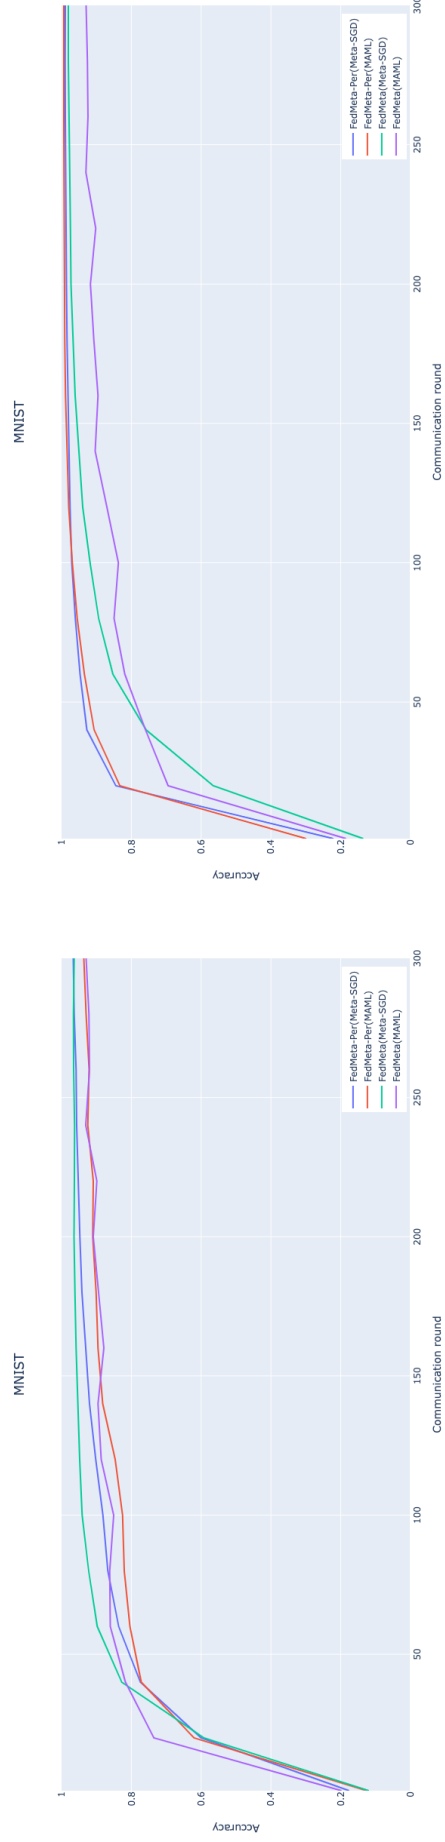 MNIST
1
0.8
0.6
0.4
0.2
0
Accuracy
FedMeta-Per(Meta-SGD)
FedMeta-Per(MAML)
FedMeta(Meta-SGD)
FedMeta(MAML)
50
100
150
200
250
300
Communication round
MNIST
1
0.8
0.6
0.4
0.2
0
Accuracy
FedMeta-Per(Meta-SGD)
FedMeta-Per(MAML)
FedMeta(Meta-SGD)
FedMeta(MAML)
50
100
150
200
250
300
Communication round